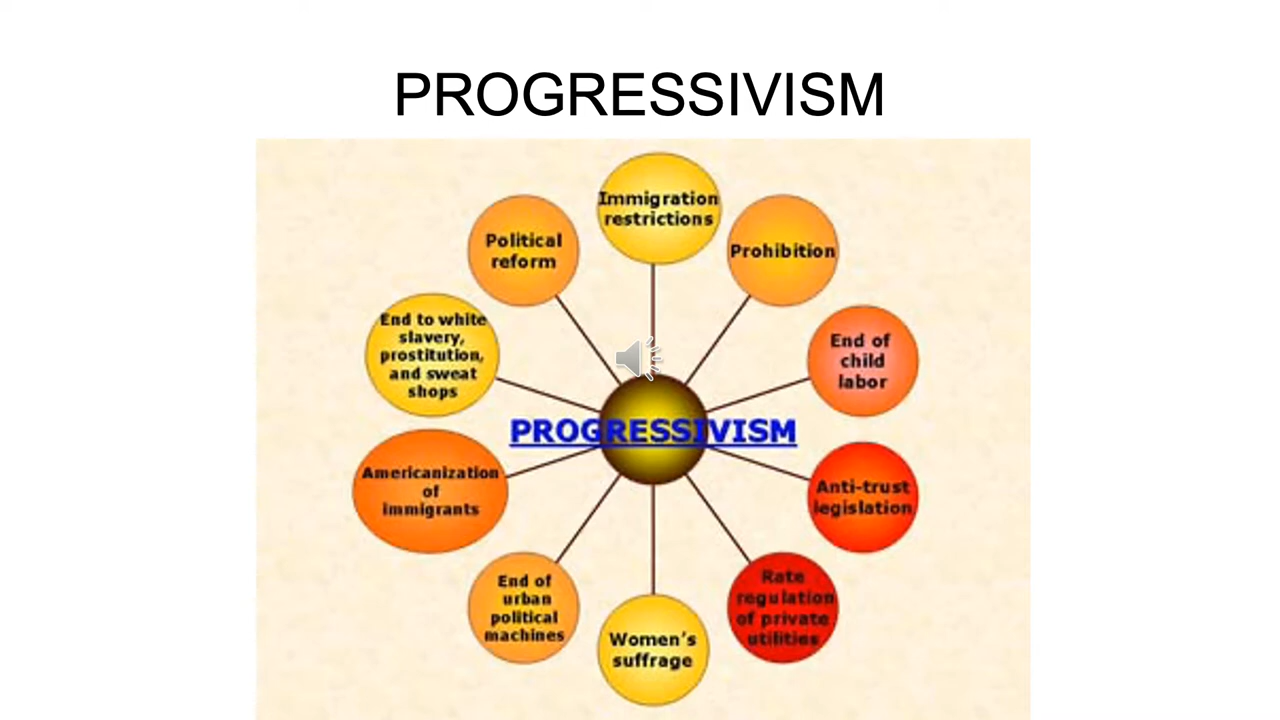 PROGRESSIVISM
Immigration
restrictions
Prohibition
End of
child
labor
Anti-trust
legislation
Rate
regulation
of private
utilities
Women's
suffrage
End of
urban
political
machines
Americanization
of
immigrants
End to white
slavery,
prostitution,
and sweat
shops
Political
reform
PROGRESSIVISM